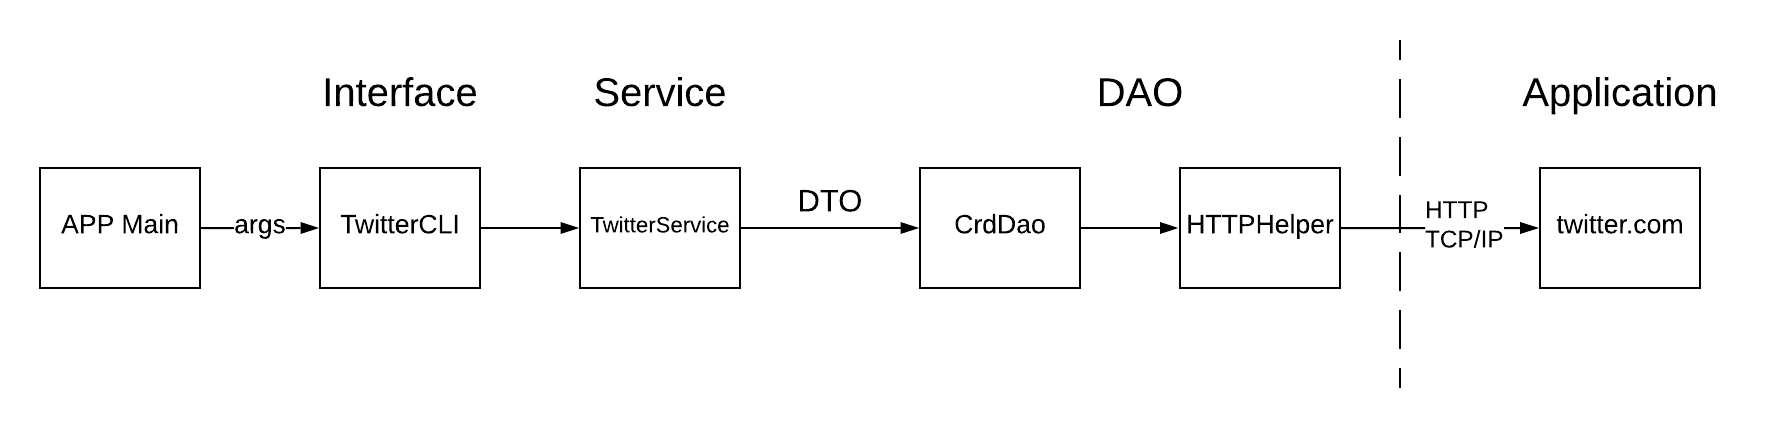 Interface
Service
DAO
Application
APP Main
args
TwitterCLI
TwitterService
DTO
CrdDao
HTTPHelper
HTTP
TCP/IP
twitter.com